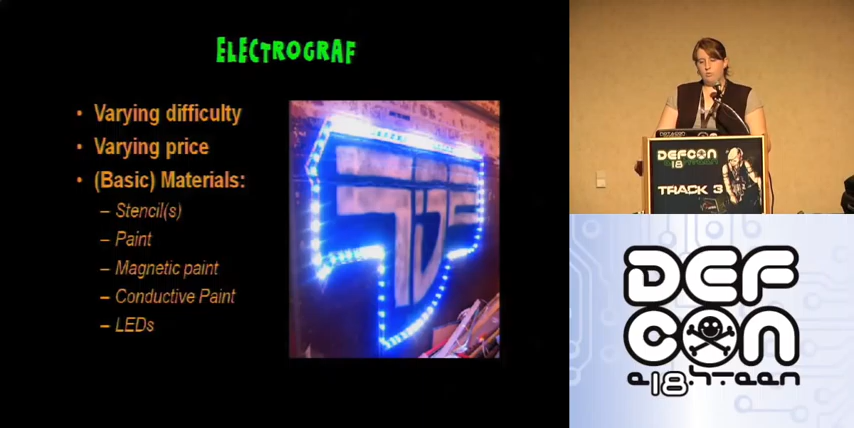 ELECTROGRAF
• Varying difficulty
• Varying price
• (Basic) Materials:
– Stencil(s)
– Paint
– Magnetic paint
– Conductive Paint
– LEDs
DEFCON
18
TRACK 3
DEF
CON
e18hteen